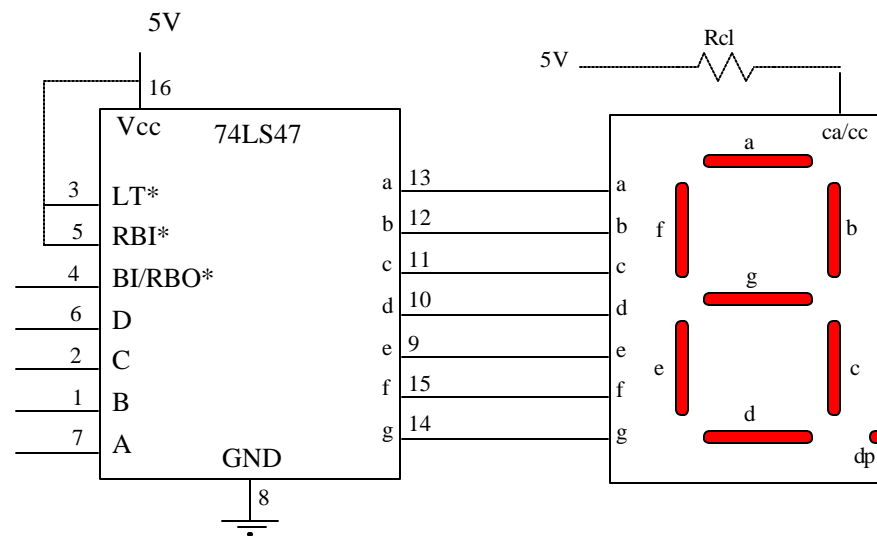 5V
16
Vcc
74LS47
3
LT*
5
RBI*
4
BI/RBO*
6
D
2
C
1
B
7
A
GND
8
a
13
b
12
c
11
d
10
e
9
f
15
g
14
5V
Rcl
ca/cc
a
b
c
d
e
f
g
a
f
b
g
e
c
d
dp